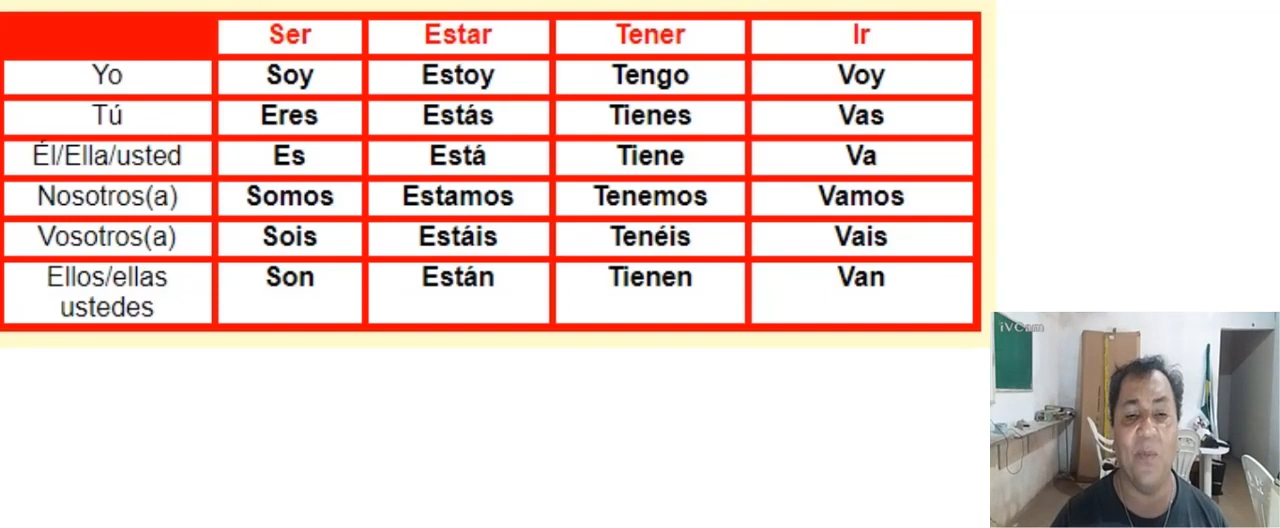 Ser Estar Tener Ir
Yo Soy Estoy Tengo Voy
Tú Eres Estás Tienes Vas
Él/Ella/usted Es Está Tiene Va
Nosotros(a) Somos Estamos Tenemos Vamos
Vosotros(a) Sois Estáis Tenéis Vais
Ellos/ellas Son Están Tienen Van
ustedes
iVCam